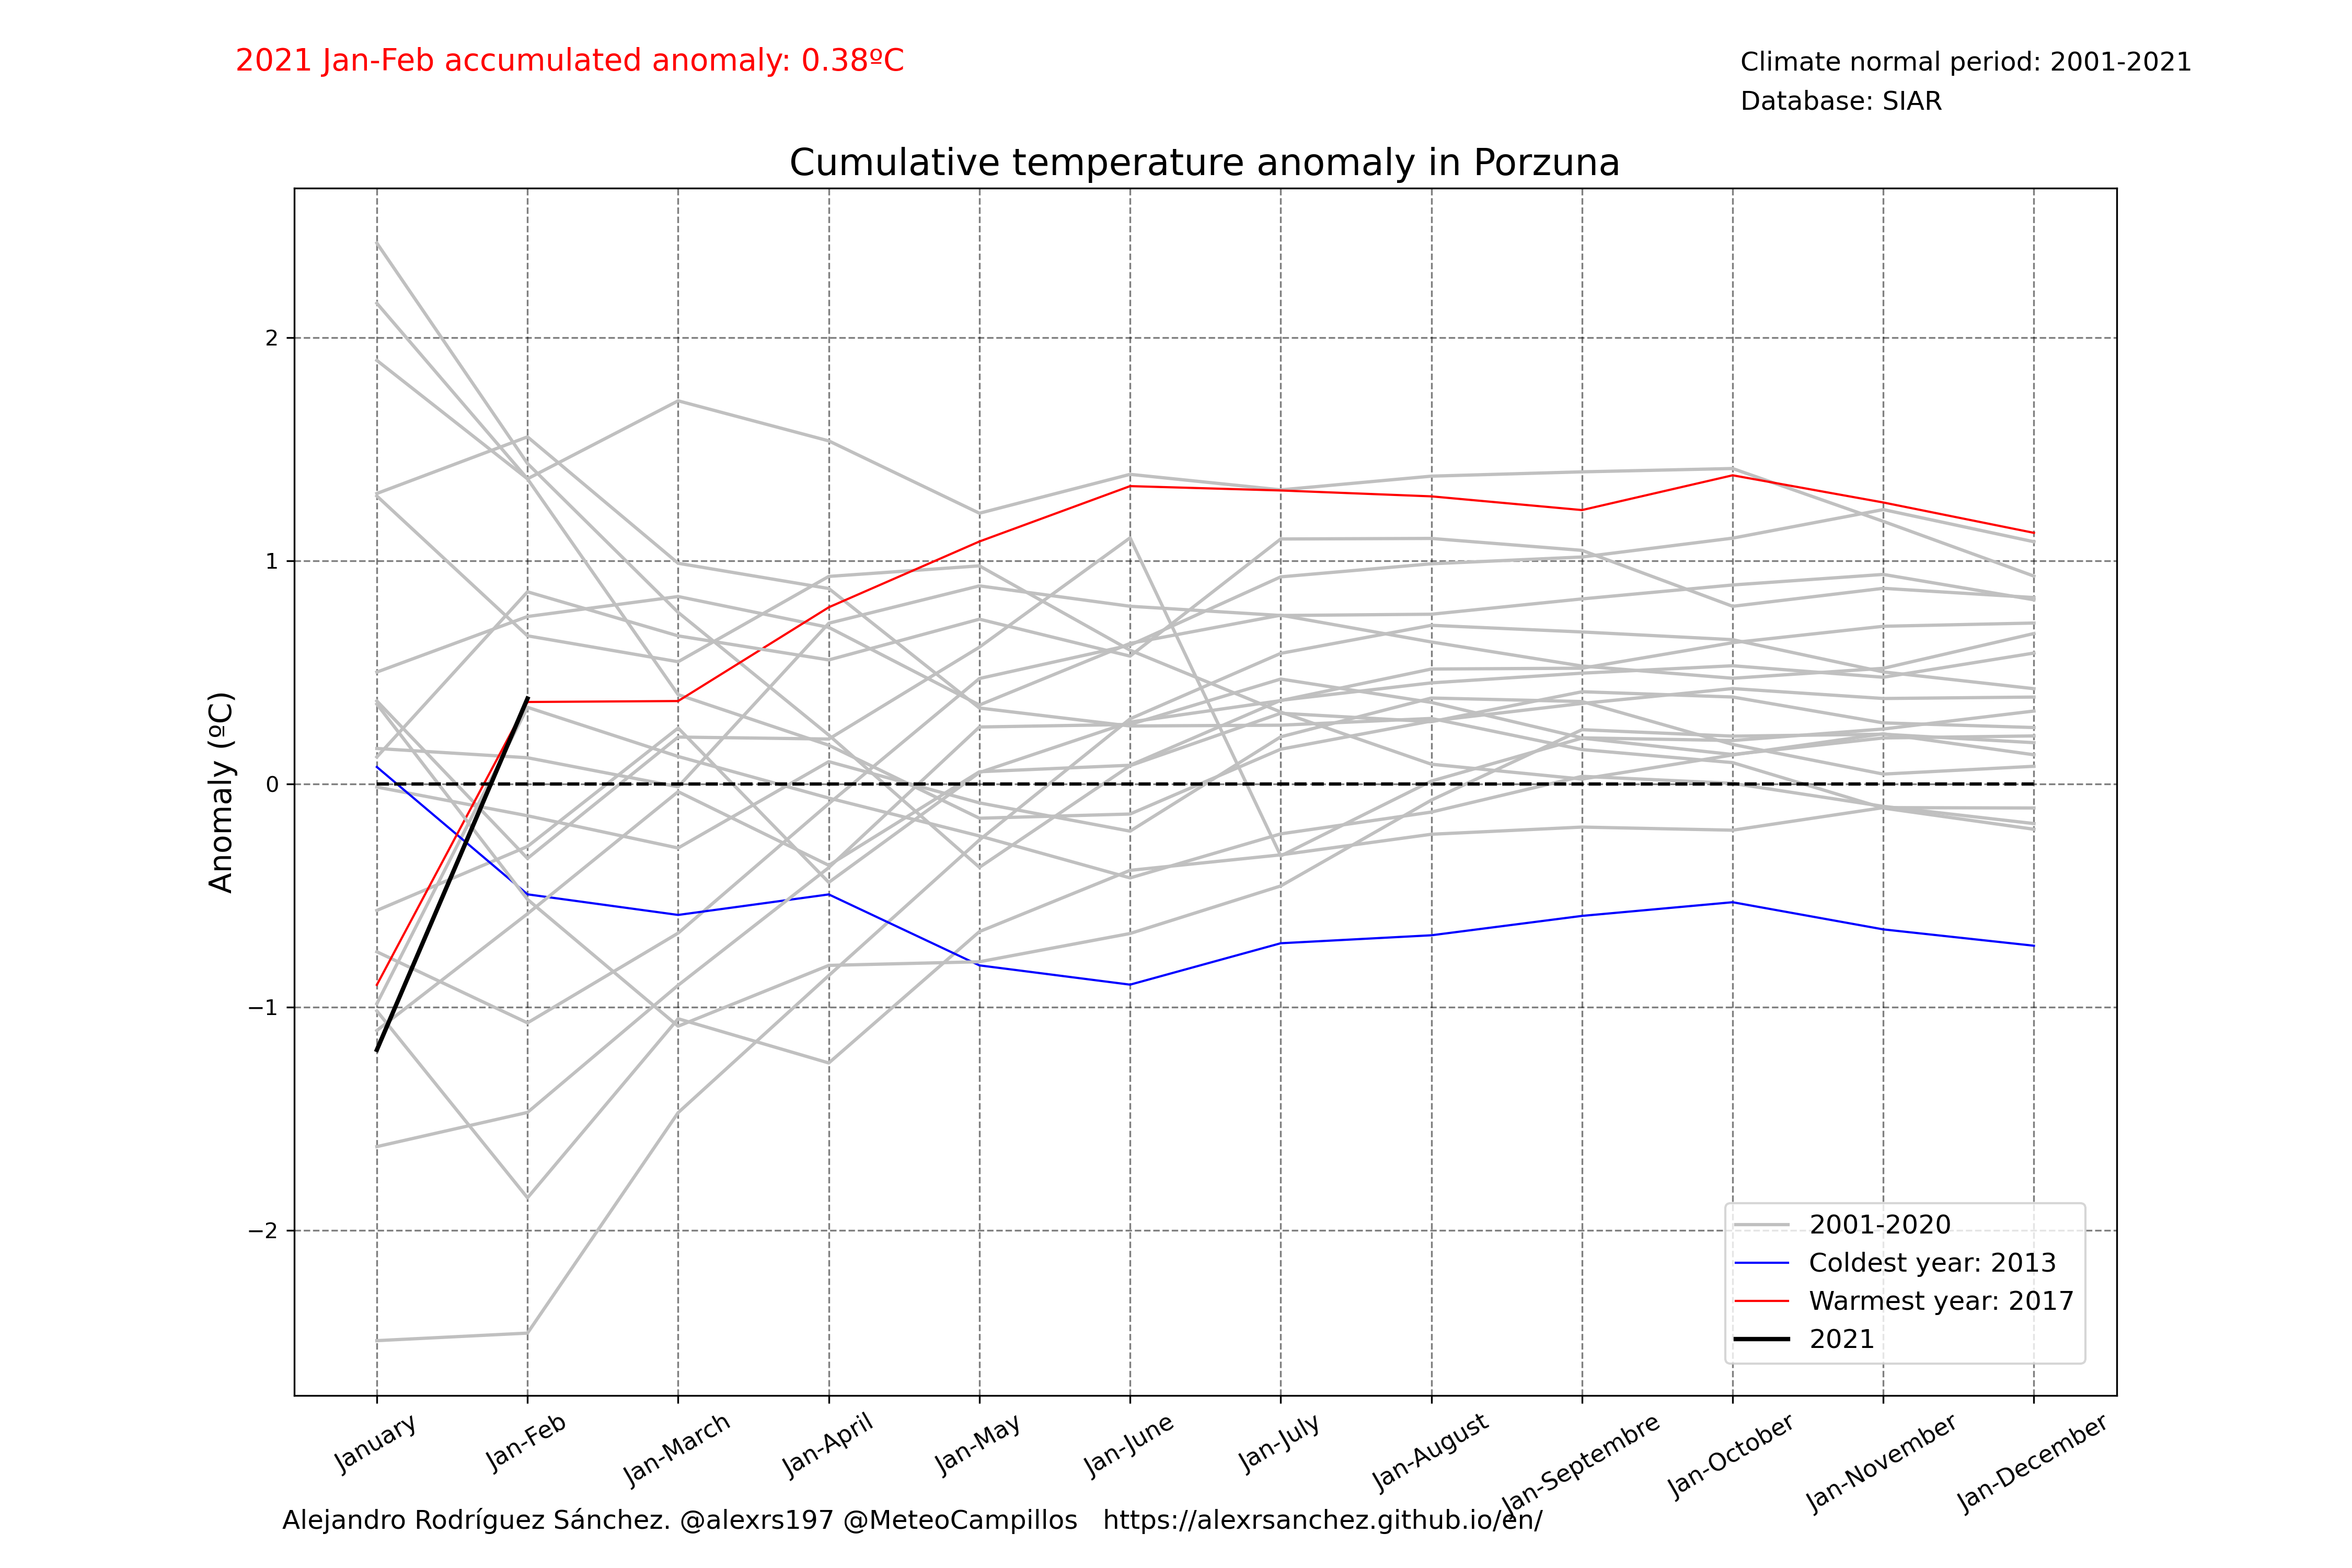 2021 Jan-Feb accumulated anomaly: 0.38ºC
Climate normal period: 2001-2021
Database: SIAR
Cumulative temperature anomaly in Porzuna
Anomaly (ºC)
2
1
0
−1
−2
2001-2020
Coldest year: 2013
Warmest year: 2017
2021
January
Jan-Feb
Jan-March
Jan-April
Jan-May
Jan-June
Jan-July
Jan-August
Jan-Septembre
Jan-October
Jan-November
Jan-December
Alejandro Rodríguez Sánchez. @alexrs197 @MeteoCampillos   https://alexrsanchez.github.io/en/